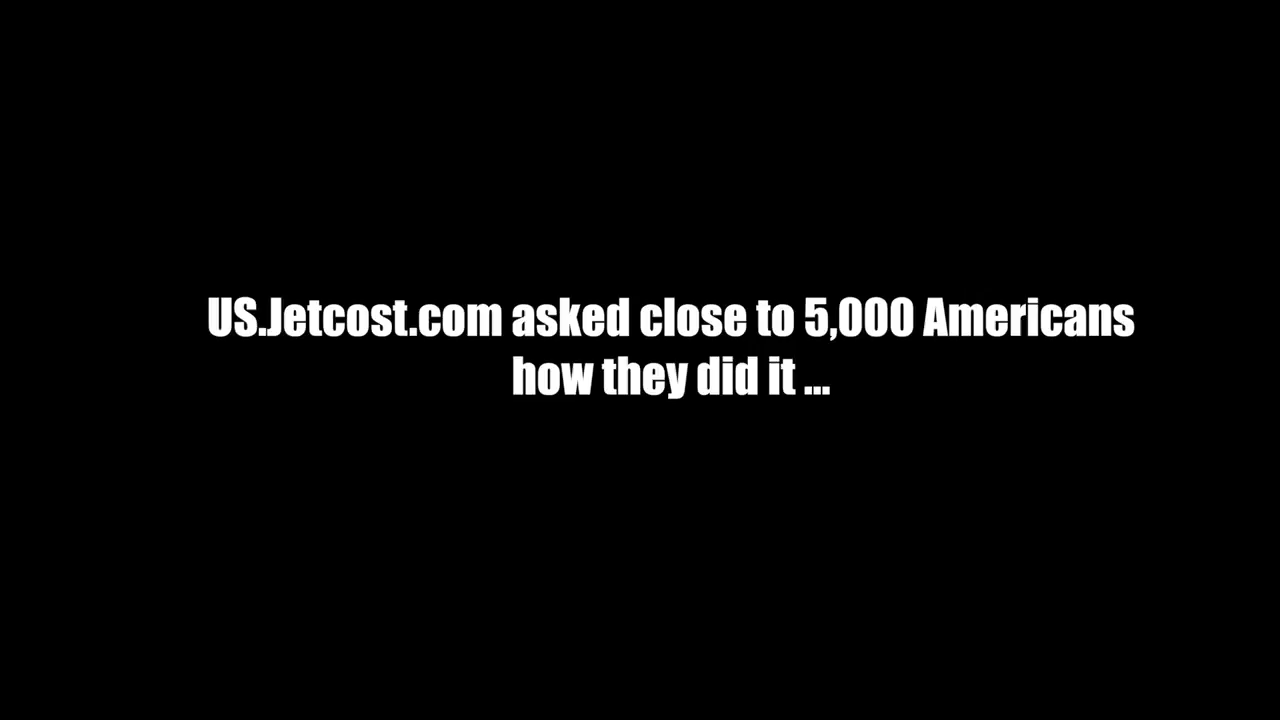 US.Jetcost.com asked close to 5,000 Americans
how they did it ...